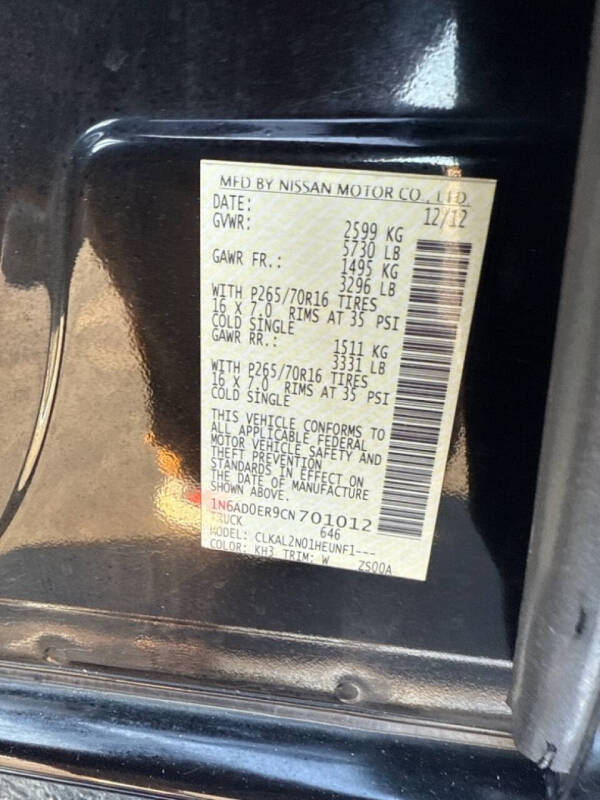 MFD BY NISSAN MOTOR CO., LTD.
DATE: 12/12
GVWR: 2599 KG
5730 LB
GAWR FR.: 1495 KG
3296 LB
WITH P265/70R16 TIRES
16 X 7.0 RIMS AT 35 PSI
COLD SINGLE
GAWR RR.: 1511 KG
3331 LB
WITH P265/70R16 TIRES
16 X 7.0 RIMS AT 35 PSI
COLD SINGLE
THIS VEHICLE CONFORMS TO
ALL APPLICABLE FEDERAL
MOTOR VEHICLE SAFETY AND
THEFT PREVENTION
STANDARDS IN EFFECT ON
THE DATE OF MANUFACTURE
SHOWN ABOVE.
1N6AD0ER9CN701012
TRUCK 646
MODEL: CLKAL2N01HEUNF1---
COLOR: KH3 TRIM: W ZS00A